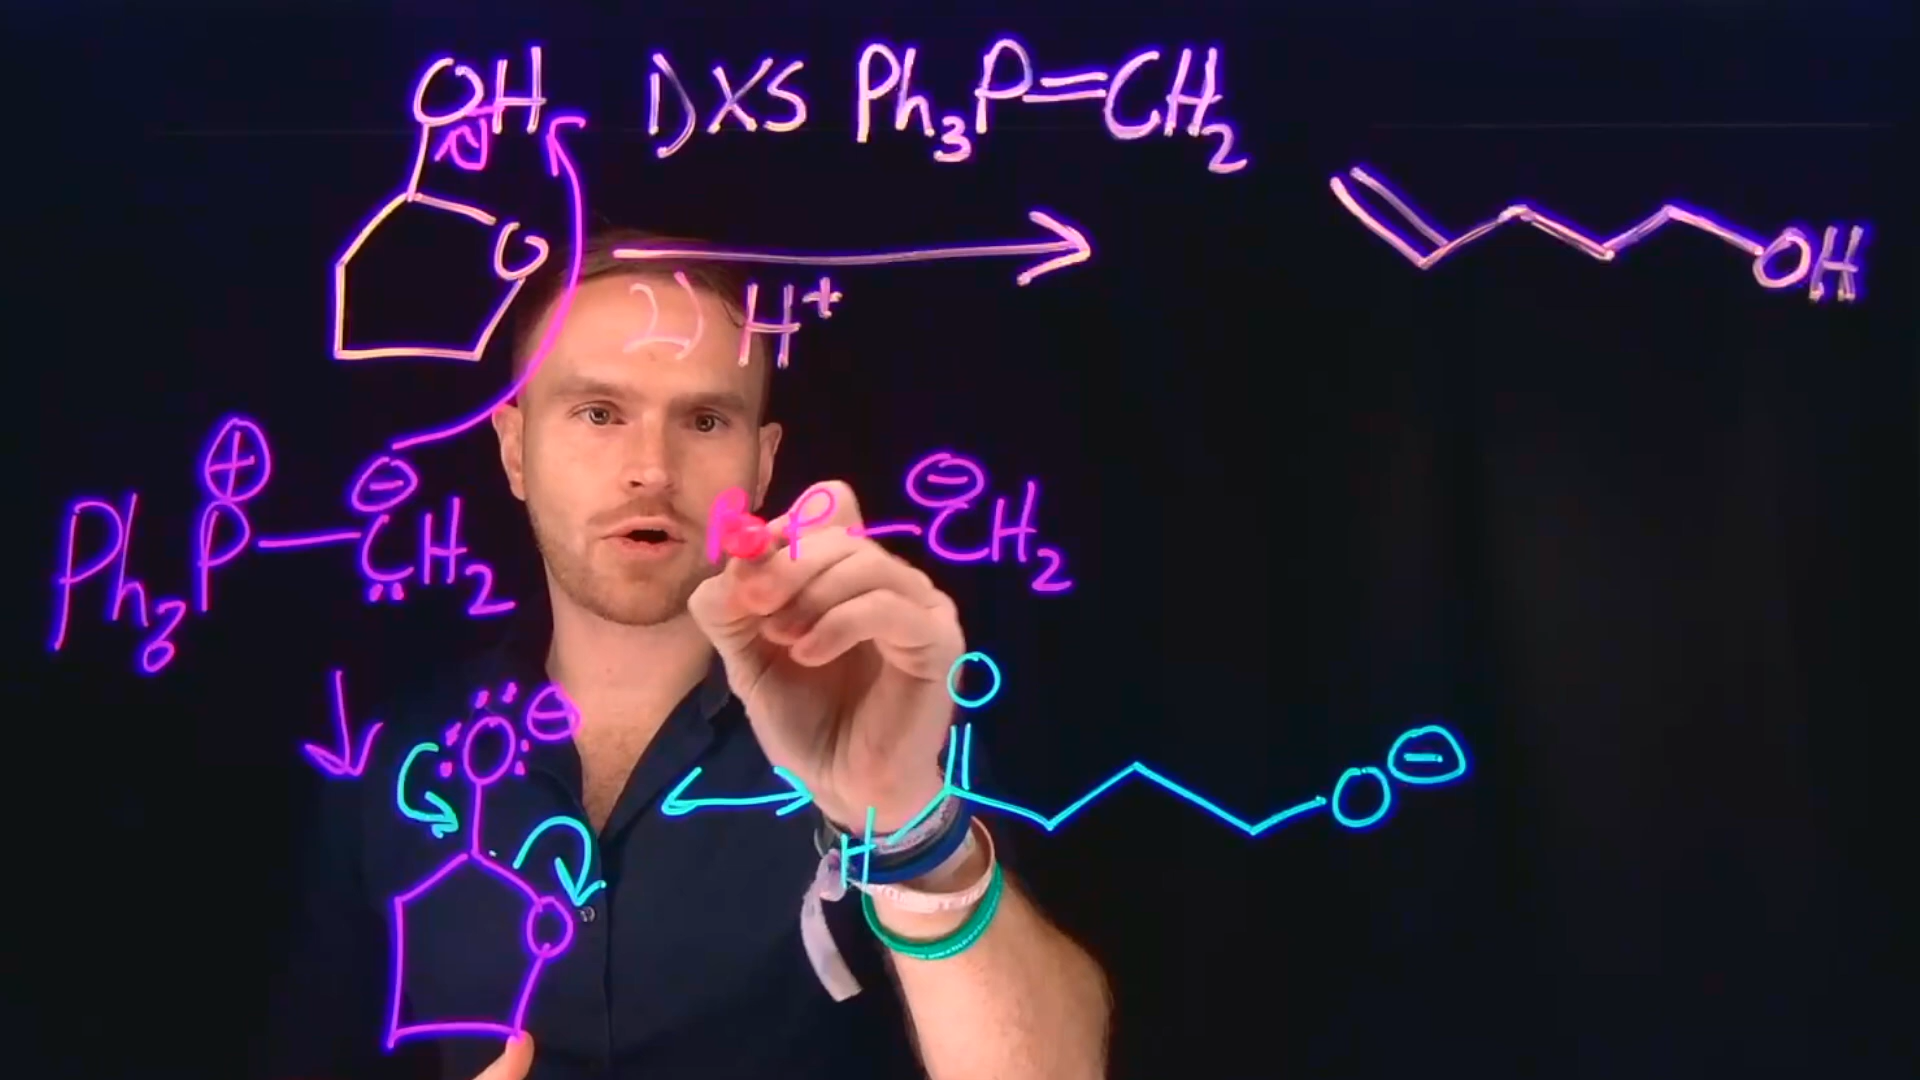 OH
1) XS Ph₃P=CH₂
O
2) H⁺
OH
⊕ ⊖
Ph₃P—CH₂
P—CH₂
⊖
O ⊖
O
O ⊖
H
O